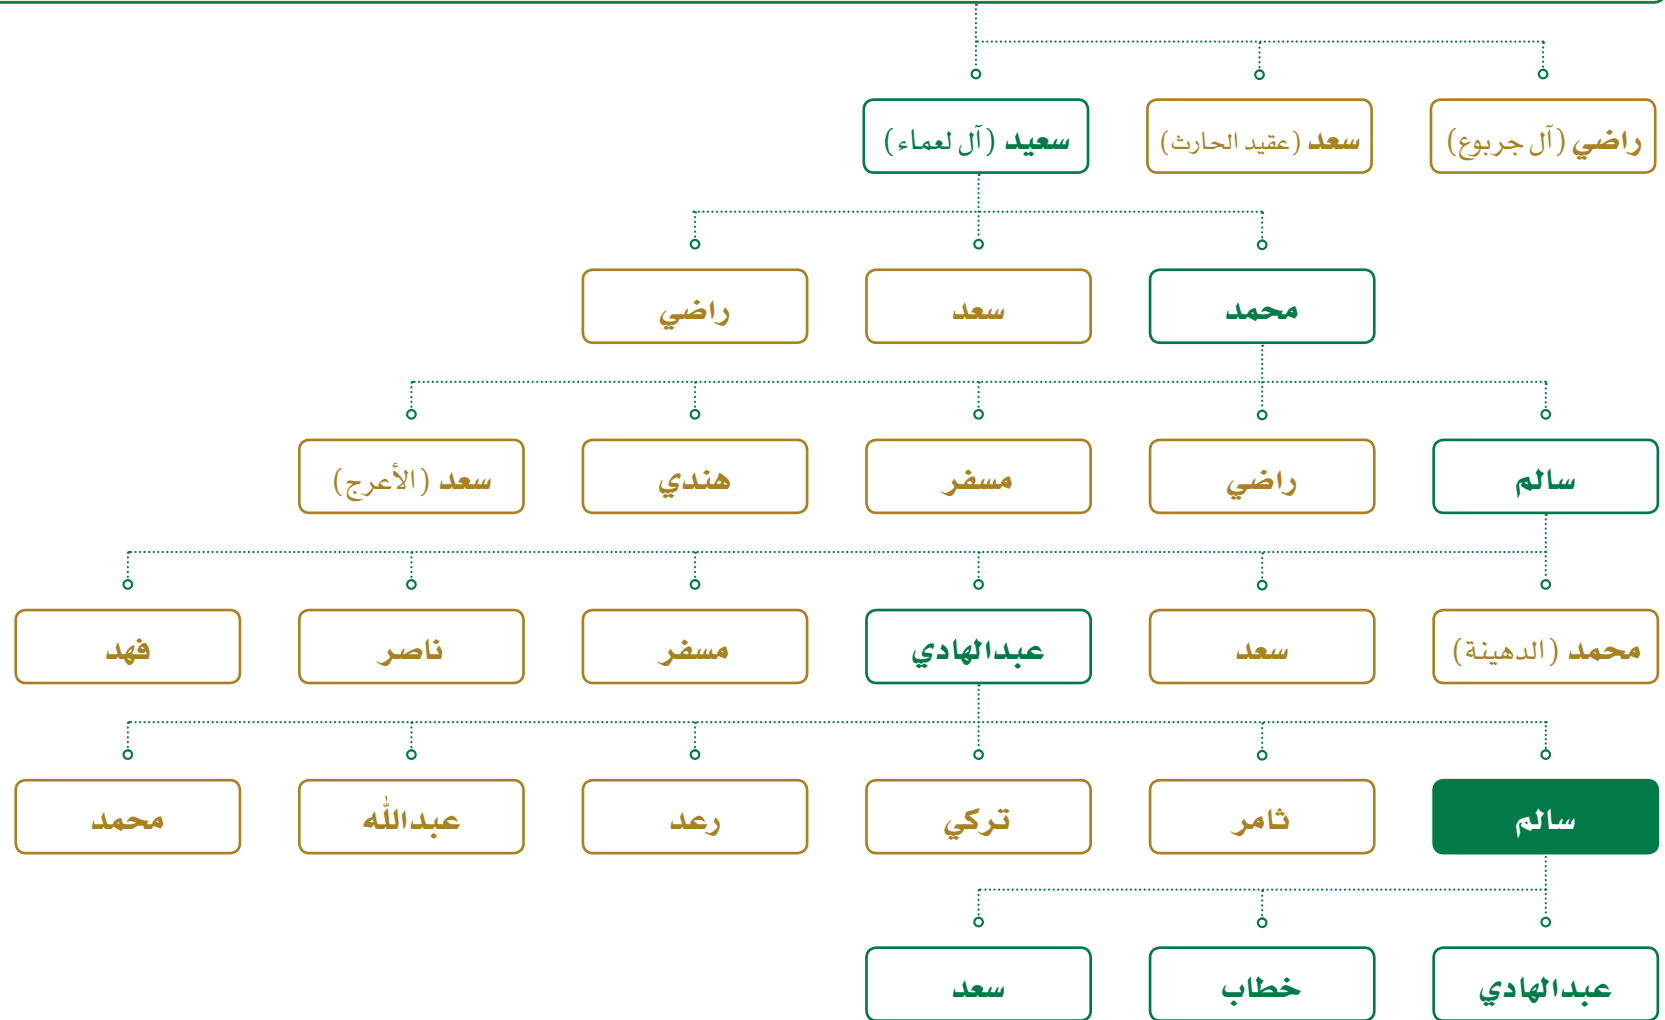 راضي (آل جربوع)
سعد (عقيد الحارث)
سعيد (آل لعماء)
محمد
سعد
راضي
سالم
راضي
مسفر
هندي
سعد (الأعرج)
محمد (الدهينة)
سعد
عبدالهادي
مسفر
ناصر
فهد
سالم
ثامر
تركي
رعد
عبدالله
محمد
عبدالهادي
خطاب
سعد